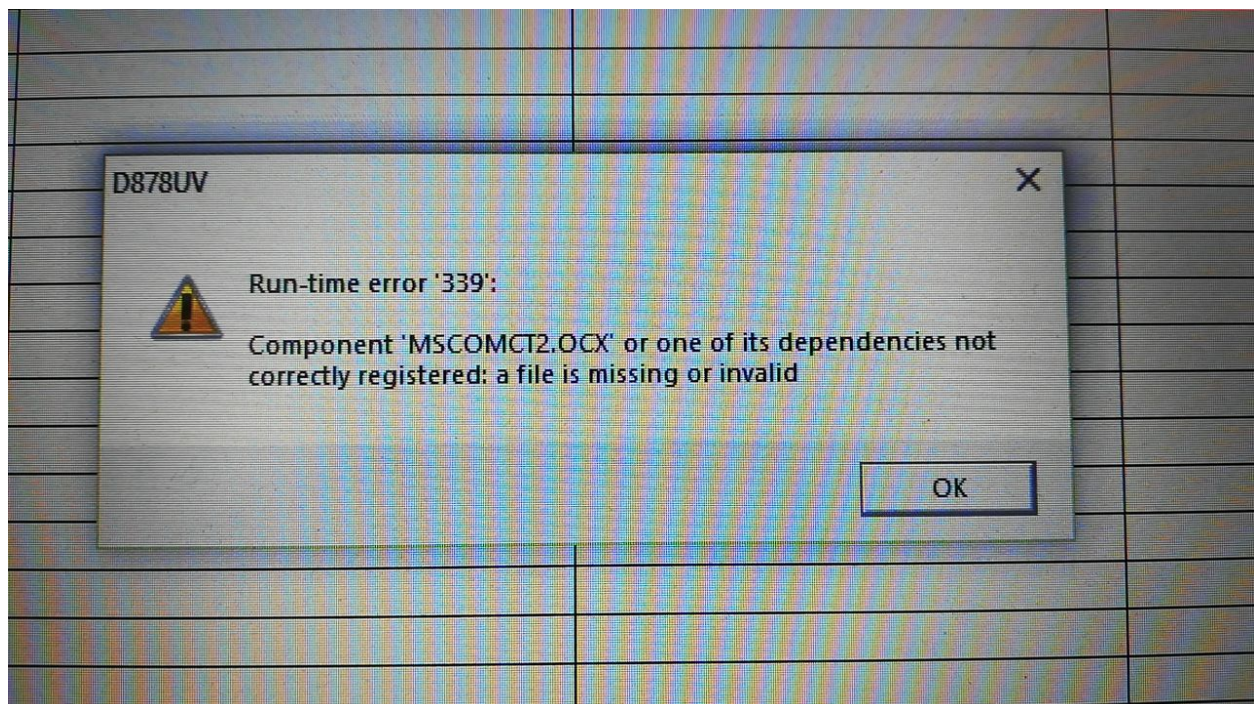 D878UV
Run-time error '339':
Component 'MSCOMCT2.OCX' or one of its dependencies not
correctly registered: a file is missing or invalid
OK